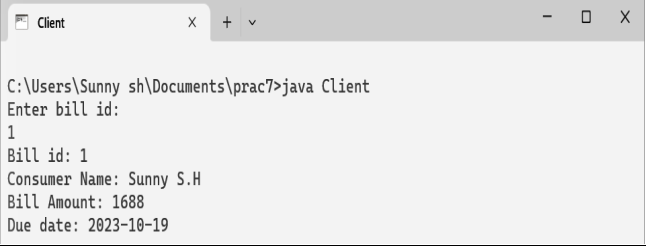 Client
C:\Users\Sunny sh\Documents\prac7>java Client
Enter bill id:
1
Bill id: 1
Consumer Name: Sunny S.H
Bill Amount: 1688
Due date: 2023-10-19